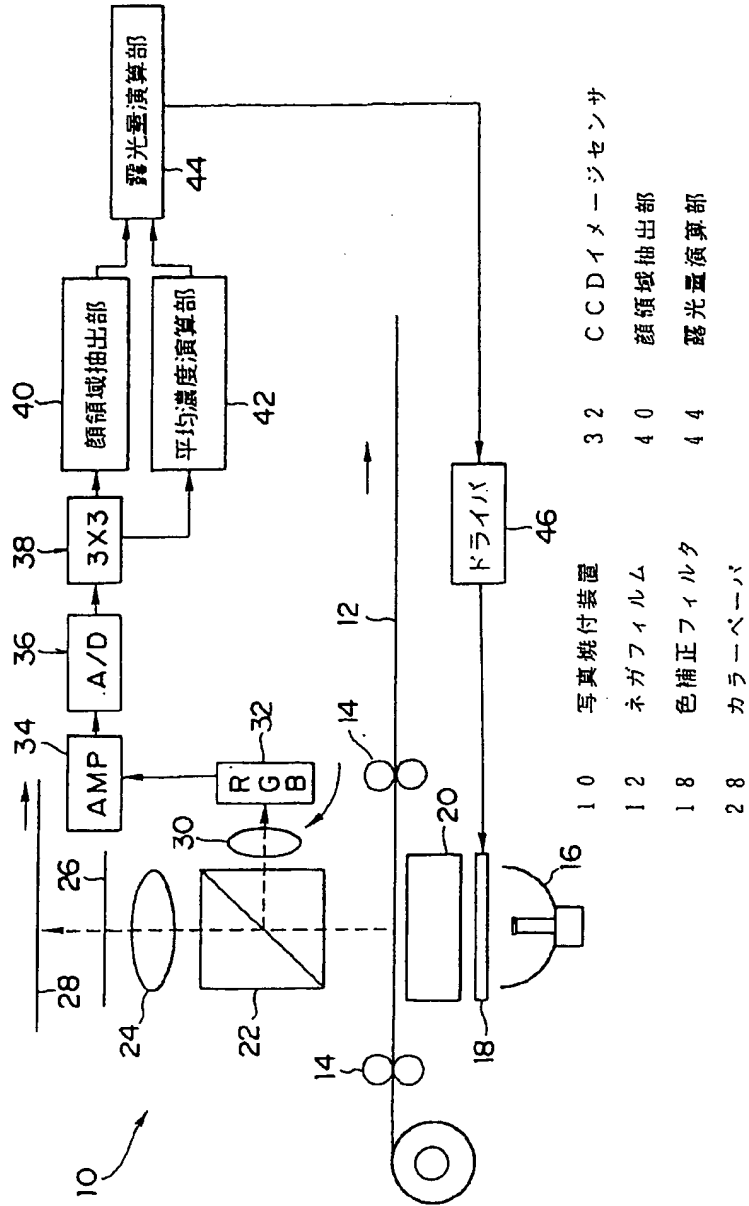 露光量演算部
44
40
顔領域抽出部
平均濃度演算部
42
38
3X3
36
A/D
34
AMP
32
R
G
B
30
28
26
24
22
10
14
14
12
20
18
16
ドライバ
46
10 写真焼付装置
12 ネガフィルム
18 色補正フィルタ
28 カラーペーパ
32 CCDイメージセンサ
40 顔領域抽出部
44 露光量演算部